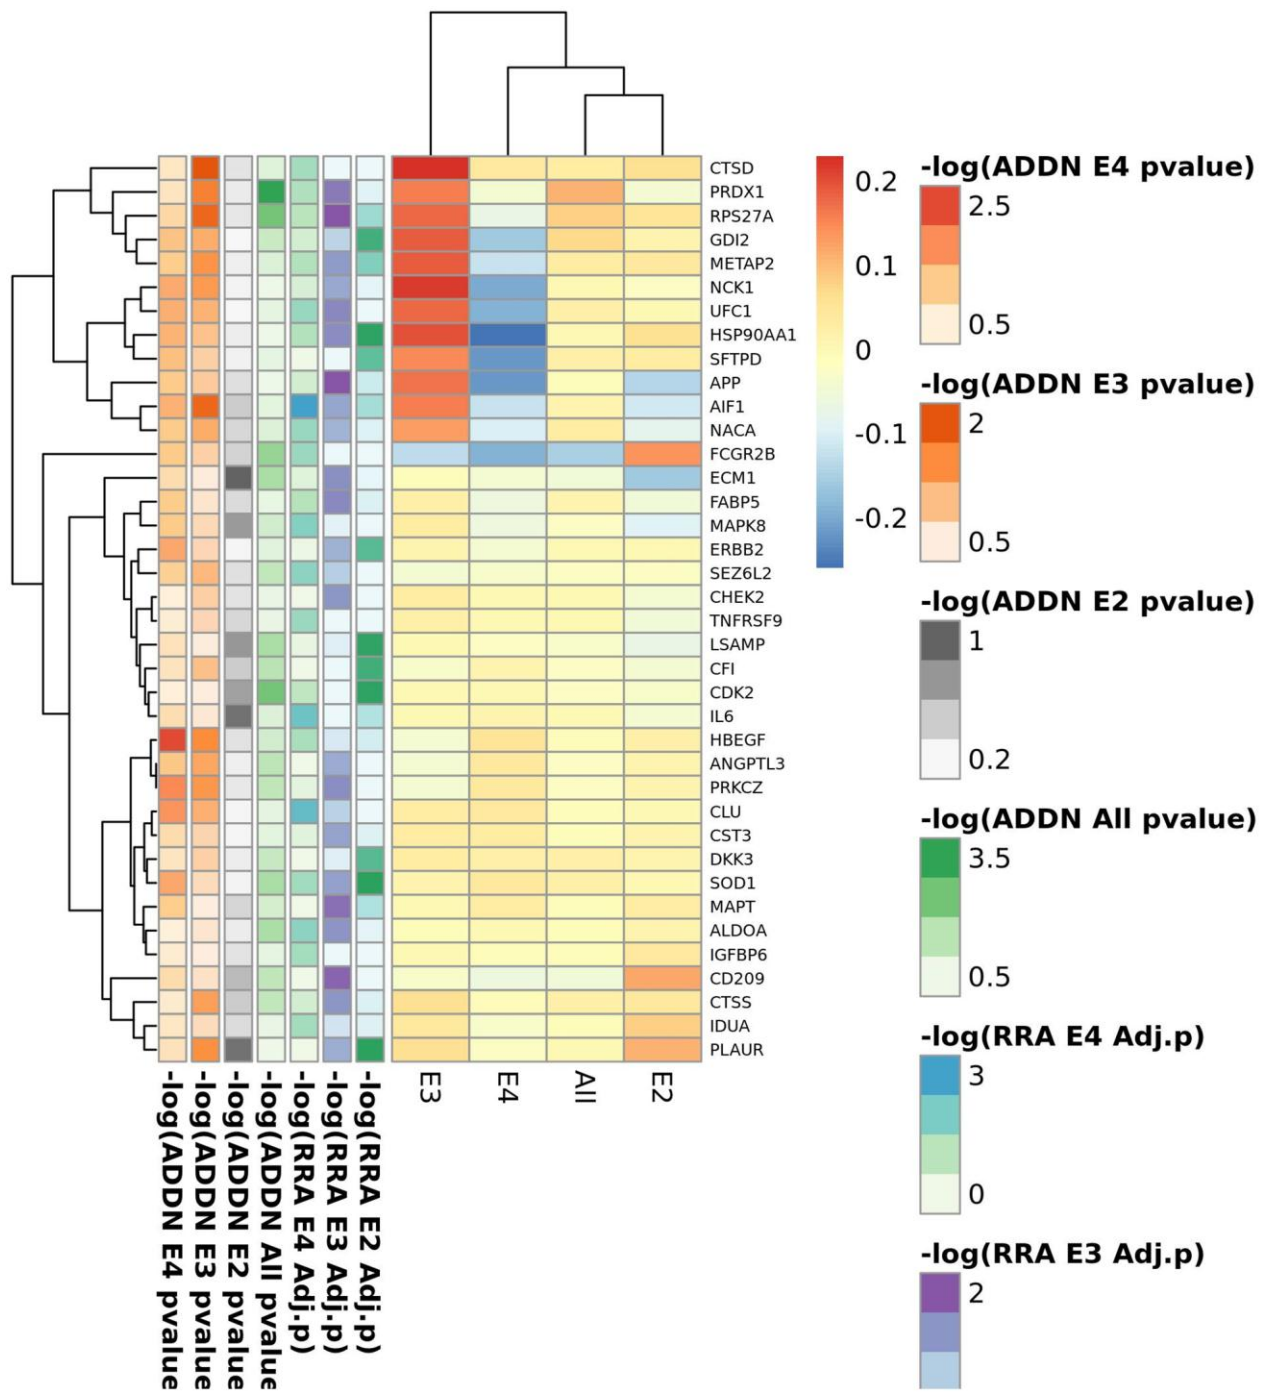 CTSD
PRDX1
RPS27A
GDI2
METAP2
NCK1
UFC1
HSP90AA1
SFTPD
APP
AIF1
NACA
FCGR2B
ECM1
FABP5
MAPK8
ERBB2
SEZ6L2
CHEK2
TNFRSF9
LSAMP
CFI
CDK2
IL6
HBEGF
ANGPTL3
PRKCZ
CLU
CST3
DKK3
SOD1
MAPT
ALDOA
IGFBP6
CD209
CTSS
IDUA
PLAUR
E3
E4
All
E2
-log(ADDN E4 pvalue
-log(ADDN E3 pvalue
-log(ADDN E2 pvalue
-log(ADDN All pvalue
-log(RRA E4 Adj.p)
-log(RRA E3 Adj.p)
-log(RRA E2 Adj.p)
0.2
0.1
0
-0.1
-0.2
-log(ADDN E4 pvalue)
2.5
0.5
-log(ADDN E3 pvalue)
2
0.5
-log(ADDN E2 pvalue)
1
0.2
-log(ADDN All pvalue)
3.5
0.5
-log(RRA E4 Adj.p)
3
0
-log(RRA E3 Adj.p)
2